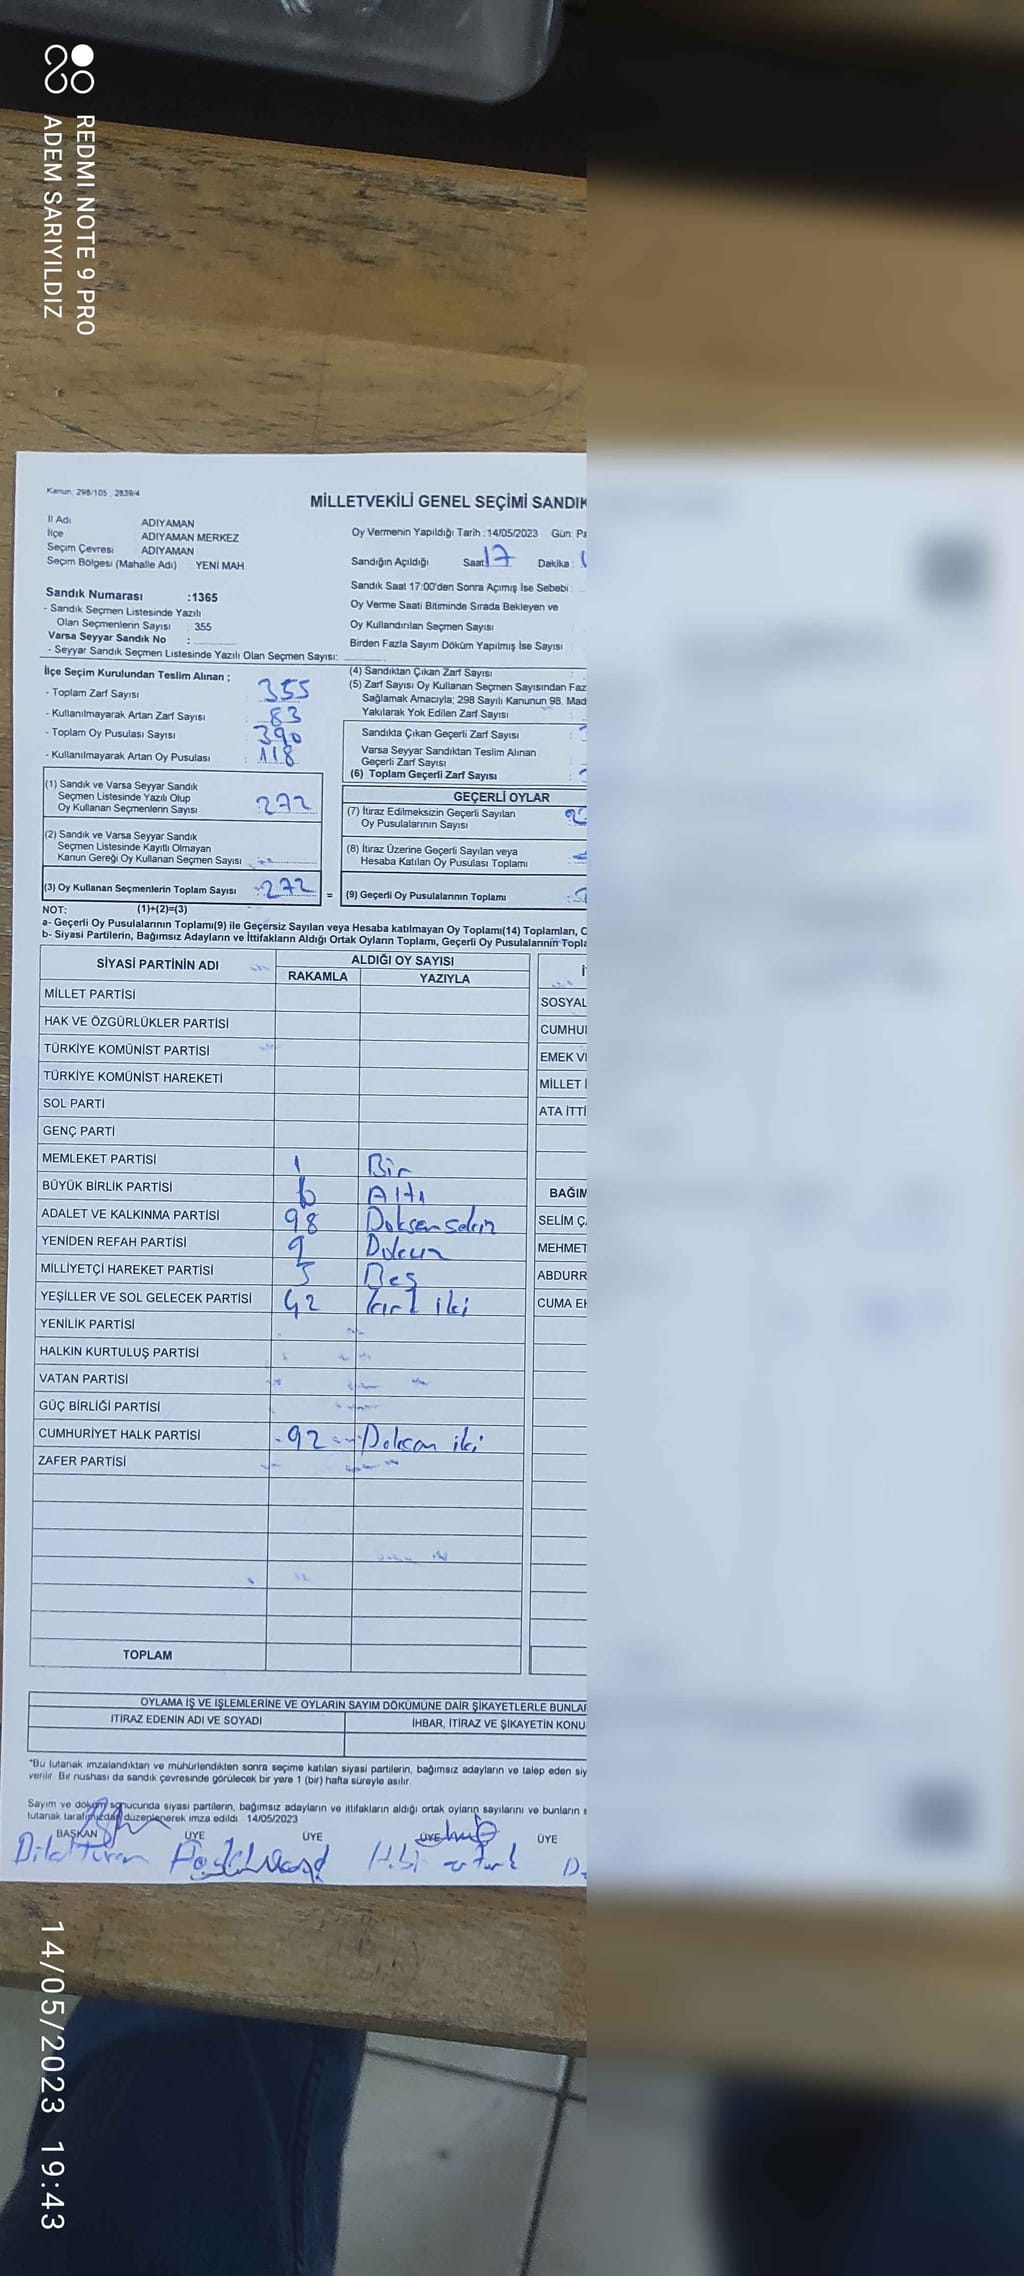 REDMI NOTE 9 PRO
ADEM SARIYILDIZ
Kanun, 298/105 , 2839/4
MİLLETVEKİLİ GENEL SEÇİMİ SANDIK
İl Adı ADIYAMAN
İlçe ADIYAMAN MERKEZ
Seçim Çevresi ADIYAMAN
Seçim Bölgesi (Mahalle Adı) YENİ MAH.
Oy Vermenin Yapıldığı Tarih :14/05/2023 Gün: Pa
Sandığın Açıldığı Saat 17 Dakika :
Sandık Saat 17:00'den Sonra Açımış İse Sebebi :
Sandık Numarası :1365
- Sandık Seçmen Listesinde Yazılı
Olan Seçmenlerin Sayısı : 355
Varsa Seyyar Sandık No :
- Seyyar Sandık Seçmen Listesinde Yazılı Olan Seçmen Sayısı:
Oy Verme Saati Bitiminde Sırada Bekleyen ve
Oy Kullandırılan Seçmen Sayısı
Birden Fazla Sayım Döküm Yapılmış İse Sayısı
İlçe Seçim Kurulundan Teslim Alınan ;
- Toplam Zarf Sayısı : 355
- Kullanılmayarak Artan Zarf Sayısı : 83
- Toplam Oy Pusulası Sayısı : 390
- Kullanılmayarak Artan Oy Pusulası : 118
(4) Sandıktan Çıkan Zarf Sayısı :
(5) Zarf Sayısı Oy Kullanan Seçmen Sayısından Faz
Sağlamak Amacıyla; 298 Sayılı Kanunun 98. Mad
Yakılarak Yok Edilen Zarf Sayısı :
Sandıkta Çıkan Geçerli Zarf Sayısı :
Varsa Seyyar Sandıktan Teslim Alınan
Geçerli Zarf Sayısı :
(6) Toplam Geçerli Zarf Sayısı :
(1) Sandık ve Varsa Seyyar Sandık
Seçmen Listesinde Yazılı Olup
Oy Kullanan Seçmenlerin Sayısı : 272
(2) Sandık ve Varsa Seyyar Sandık
Seçmen Listesinde Kayıtlı Olmayan
Kanun Gereği Oy Kullanan Seçmen Sayısı :
(3) Oy Kullanan Seçmenlerin Toplam Sayısı : 272 =
GEÇERLİ OYLAR
(7) İtiraz Edilmeksizin Geçerli Sayılan
Oy Pusulalarının Sayısı
(8) İtiraz Üzerine Geçerli Sayılan veya
Hesaba Katılan Oy Pusulası Toplamı
(9) Geçerli Oy Pusulalarının Toplamı
NOT: (1)+(2)=(3)
a- Geçerli Oy Pusulalarının Toplamı(9) ile Geçersiz Sayılan veya Hesaba katılmayan Oy Toplamı(14) Toplamları, O
b- Siyasi Partilerin, Bağımsız Adayların ve İttifakların Aldığı Ortak Oyların Toplamı, Geçerli Oy Pusulalarının Topla
SİYASİ PARTİNİN ADI ALDIĞI OY SAYISI
RAKAMLA YAZIYLA
MİLLET PARTİSİ
HAK VE ÖZGÜRLÜKLER PARTİSİ
TÜRKİYE KOMÜNİST PARTİSİ
TÜRKİYE KOMÜNİST HAREKETİ
SOL PARTİ
GENÇ PARTİ
MEMLEKET PARTİSİ 1 Bir
BÜYÜK BİRLİK PARTİSİ 6 Altı
ADALET VE KALKINMA PARTİSİ 98 Doksan sekiz
YENİDEN REFAH PARTİSİ 9 Dokuz
MİLLİYETÇİ HAREKET PARTİSİ 5 Beş
YEŞİLLER VE SOL GELECEK PARTİSİ 42 Kırk iki
YENİLİK PARTİSİ
HALKIN KURTULUŞ PARTİSİ
VATAN PARTİSİ
GÜÇ BİRLİĞİ PARTİSİ
CUMHURİYET HALK PARTİSİ 92 Doksan iki
ZAFER PARTİSİ
TOPLAM
SOSYAL
CUMHU
EMEK VE
MİLLET İ
ATA İTTİ
BAĞIM
SELİM Ç
MEHMET
ABDURR
CUMA E
OYLAMA İŞ VE İŞLEMLERİNE VE OYLARIN SAYIM DÖKÜMÜNE DAİR ŞİKAYETLERLE BUNLAR
İTİRAZ EDENİN ADI VE SOYADI İHBAR, İTİRAZ VE ŞİKAYETİN KONU
*Bu tutanak imzalandıktan ve mühürlendikten sonra seçime katılan siyasi partilerin, bağımsız adayların ve talep eden siy
verilir. Bir nüshası da sandık çevresinde görülecek bir yere 1 (bir) hafta süreyle asılır.
Sayım ve döküm sonucunda siyasi partilerin, bağımsız adayların ve ittifakların aldığı ortak oyların sayılarını ve bunların s
tutanak tarafımızdan düzenlenerek imza edildi. 14/05/2023
BAŞKAN ÜYE ÜYE ÜYE ÜYE
14/05/2023 19:43